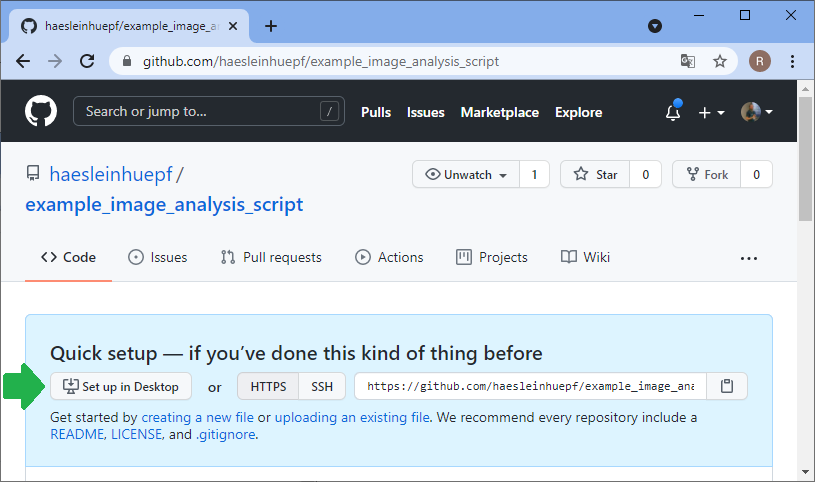 haesleinhuepf/example_image_an
github.com/haesleinhuepf/example_image_analysis_script
R
Search or jump to...
/
Pulls
Issues
Marketplace
Explore
haesleinhuepf /
example_image_analysis_script
Unwatch
1
Star
0
Fork
0
Code
Issues
Pull requests
Actions
Projects
Wiki
Quick setup — if you've done this kind of thing before
Set up in Desktop
or
HTTPS
SSH
https://github.com/haesleinhuepf/example_image_ana
Get started by creating a new file or uploading an existing file. We recommend every repository include a
README, LICENSE, and .gitignore.